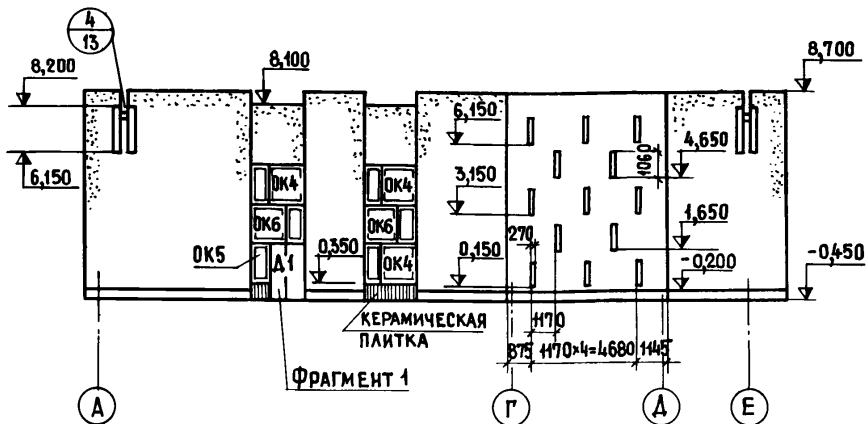 4
13
8,200
8,100
8,700
6,150
6,150
4,650
1060
ОК4
ОК4
3,150
ОК6
ОК6
270
1,650
ОК5
Д1
0,350
ОК4
0,150
-0,200
-0,450
КЕРАМИЧЕСКАЯ
ПЛИТКА
1170
875
1170×4=4680
1145
ФРАГМЕНТ 1
А
Г
Д
Е